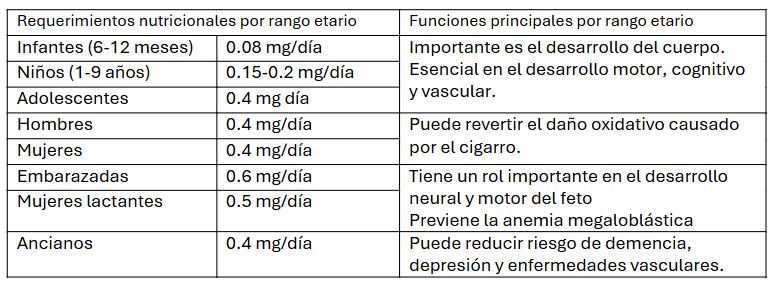 Requerimientos nutricionales por rango etario
Funciones principales por rango etario
Infantes (6-12 meses)
0.08 mg/día
Niños (1-9 años)
0.15-0.2 mg/día
Adolescentes
0.4 mg día
Importante es el desarrollo del cuerpo.
Esencial en el desarrollo motor, cognitivo
y vascular.
Hombres
0.4 mg/día
Mujeres
0.4 mg/día
Puede revertir el daño oxidativo causado
por el cigarro.
Embarazadas
0.6 mg/día
Mujeres lactantes
0.5 mg/día
Tiene un rol importante en el desarrollo
neural y motor del feto
Previene la anemia megaloblástica
Ancianos
0.4 mg/día
Puede reducir riesgo de demencia,
depresión y enfermedades vasculares.